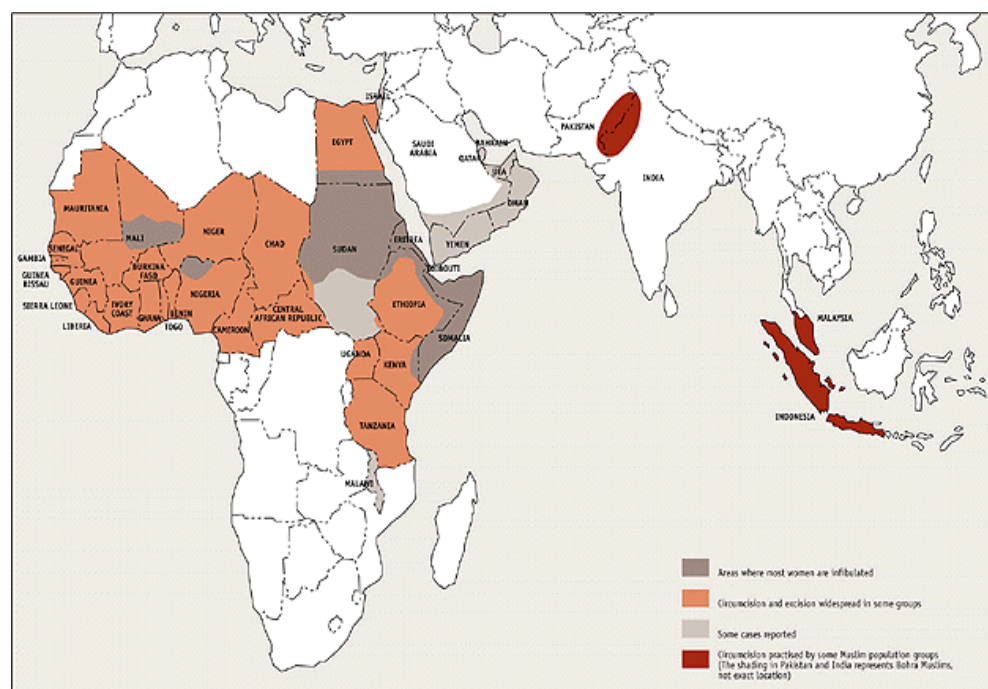 ISRAEL
EGYPT
SAUDI
ARABIA
BAHRAIN
QATAR
UEA
OMAN
YEMEN
PAKISTAN
INDIA
MAURITANIA
MALI
NIGER
CHAD
SUDAN
ERITREA
DJIBOUTI
SENEGAL
GAMBIA
GUINEA
BISSAU
GUINEA
BURKINA
FASO
SIERRA LEONE
LIBERIA
IVORY
COAST
GHANA
TOGO
BENIN
NIGERIA
CAMEROON
CENTRAL
AFRICAN REPUBLIC
ETHIOPIA
SOMALIA
UGANDA
KENYA
TANZANIA
MALAWI
MALAYSIA
INDONESIA
Areas where most women are infibulated
Circumcision and excision widespread in some groups
Some cases reported
Circumcision practised by some Muslim population groups
(The shading in Pakistan and India represents Bohra Muslims,
not exact location)